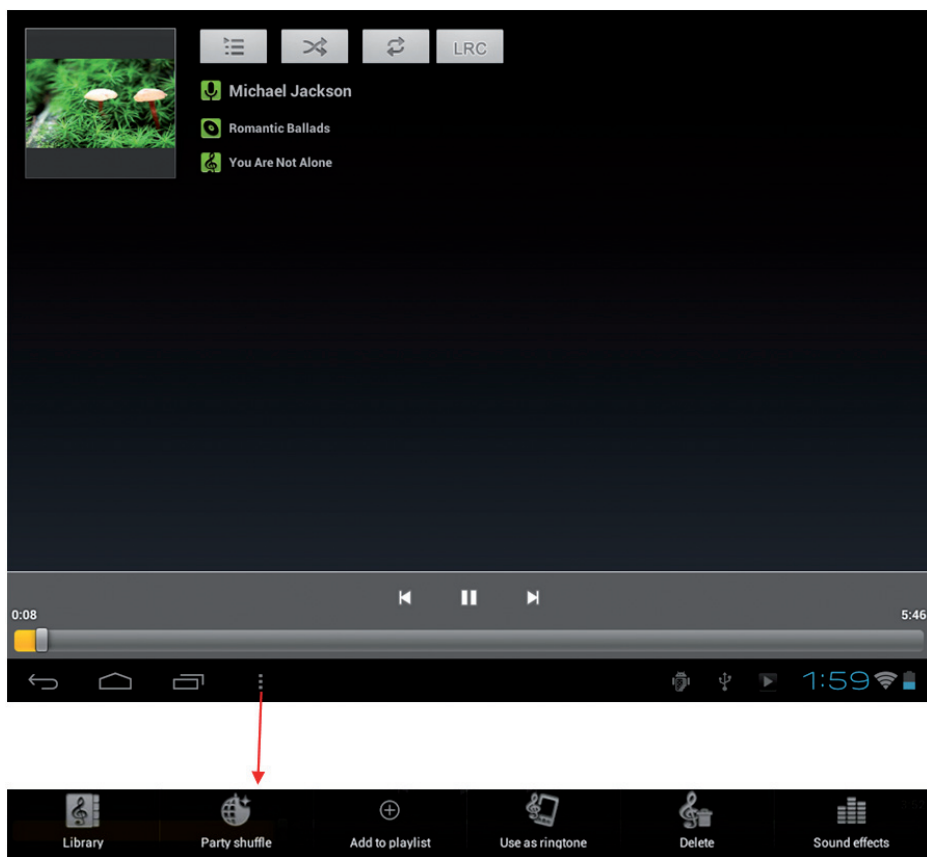 LRC
Michael Jackson
Romantic Ballads
You Are Not Alone
0:08 5:46
1:59
Library Party shuffle Add to playlist Use as ringtone Delete Sound effects